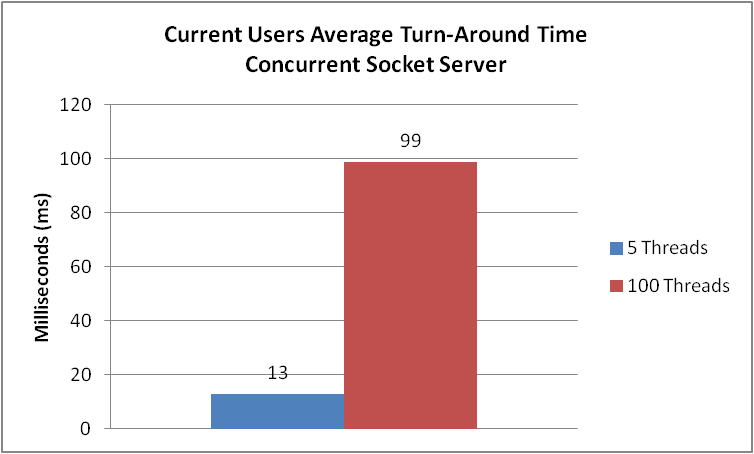 Current Users Average Turn-Around Time
Concurrent Socket Server
Milliseconds (ms)
120
100
80
60
40
20
0
13
99
5 Threads
100 Threads